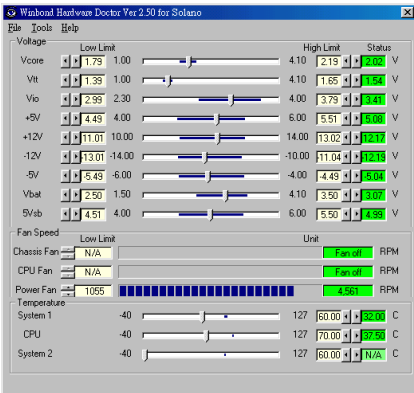 Winbond Hardware Doctor Ver 2.50 for Solano
File Tools Help
Voltage
Low Limit High Limit Status
Vcore 1.79 1.00 4.10 2.19 2.02 V
Vtt 1.39 1.00 4.10 1.65 1.54 V
Vio 2.99 2.30 4.00 3.79 3.41 V
+5V 4.49 4.00 6.00 5.51 5.08 V
+12V 11.01 10.00 14.00 13.02 12.17 V
-12V -13.01 -14.00 -10.00 -11.04 -12.19 V
-5V -5.49 -6.00 -4.00 -4.49 -5.04 V
Vbat 2.50 1.50 4.10 3.50 3.07 V
5Vsb 4.51 4.00 6.00 5.50 4.99 V
Fan Speed
Low Limit Unit
Chassis Fan N/A Fan off RPM
CPU Fan N/A Fan off RPM
Power Fan 1055 4,561 RPM
Temperature
System 1 -40 127 60.00 32.00 C
CPU -40 127 70.00 37.50 C
System 2 -40 127 60.00 N/A C